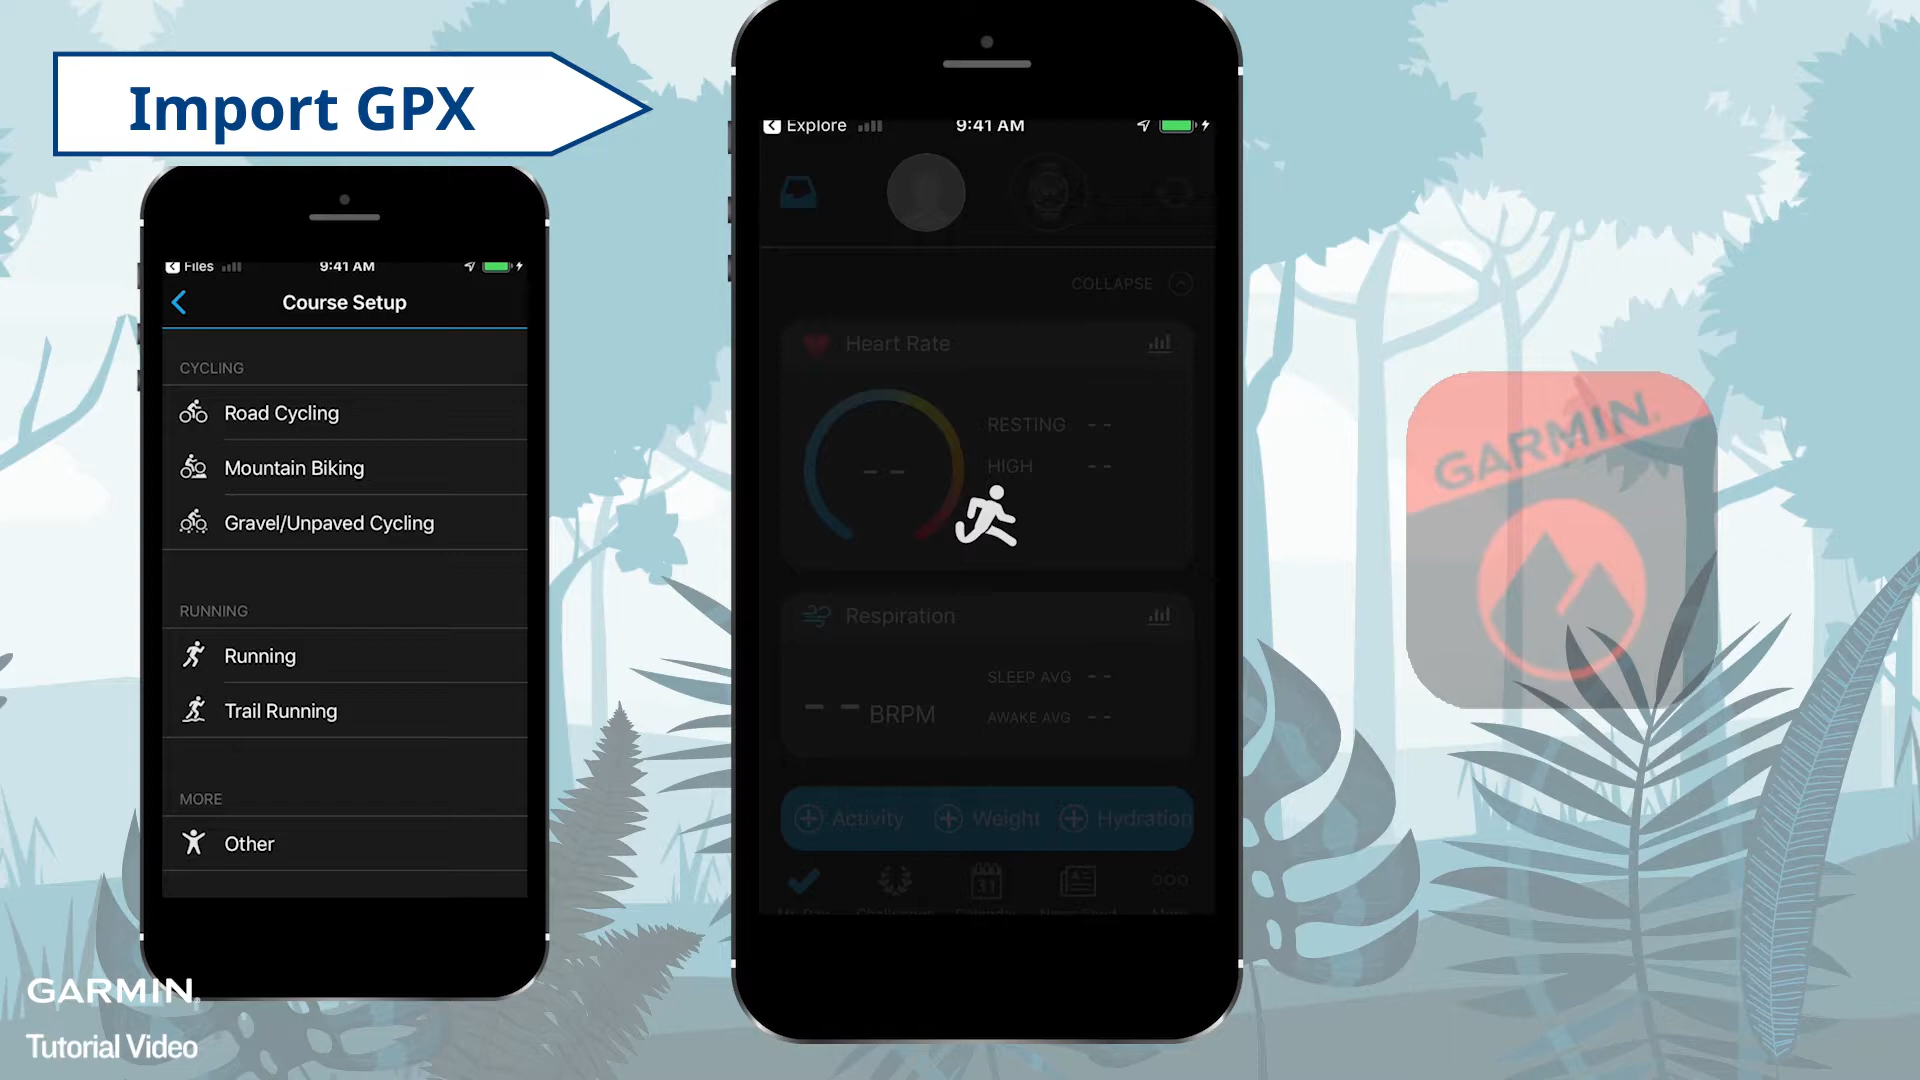 Import GPX
Files 9:41 AM
Course Setup
CYCLING
Road Cycling
Mountain Biking
Gravel/Unpaved Cycling
RUNNING
Running
Trail Running
MORE
Other
Explore 9:41 AM
COLLAPSE
Heart Rate
RESTING - -
- -
HIGH - -
Respiration
SLEEP AVG - -
- - BRPM
AWAKE AVG - -
Activity Weight Hydration
31
GARMIN.
GARMIN
Tutorial Video